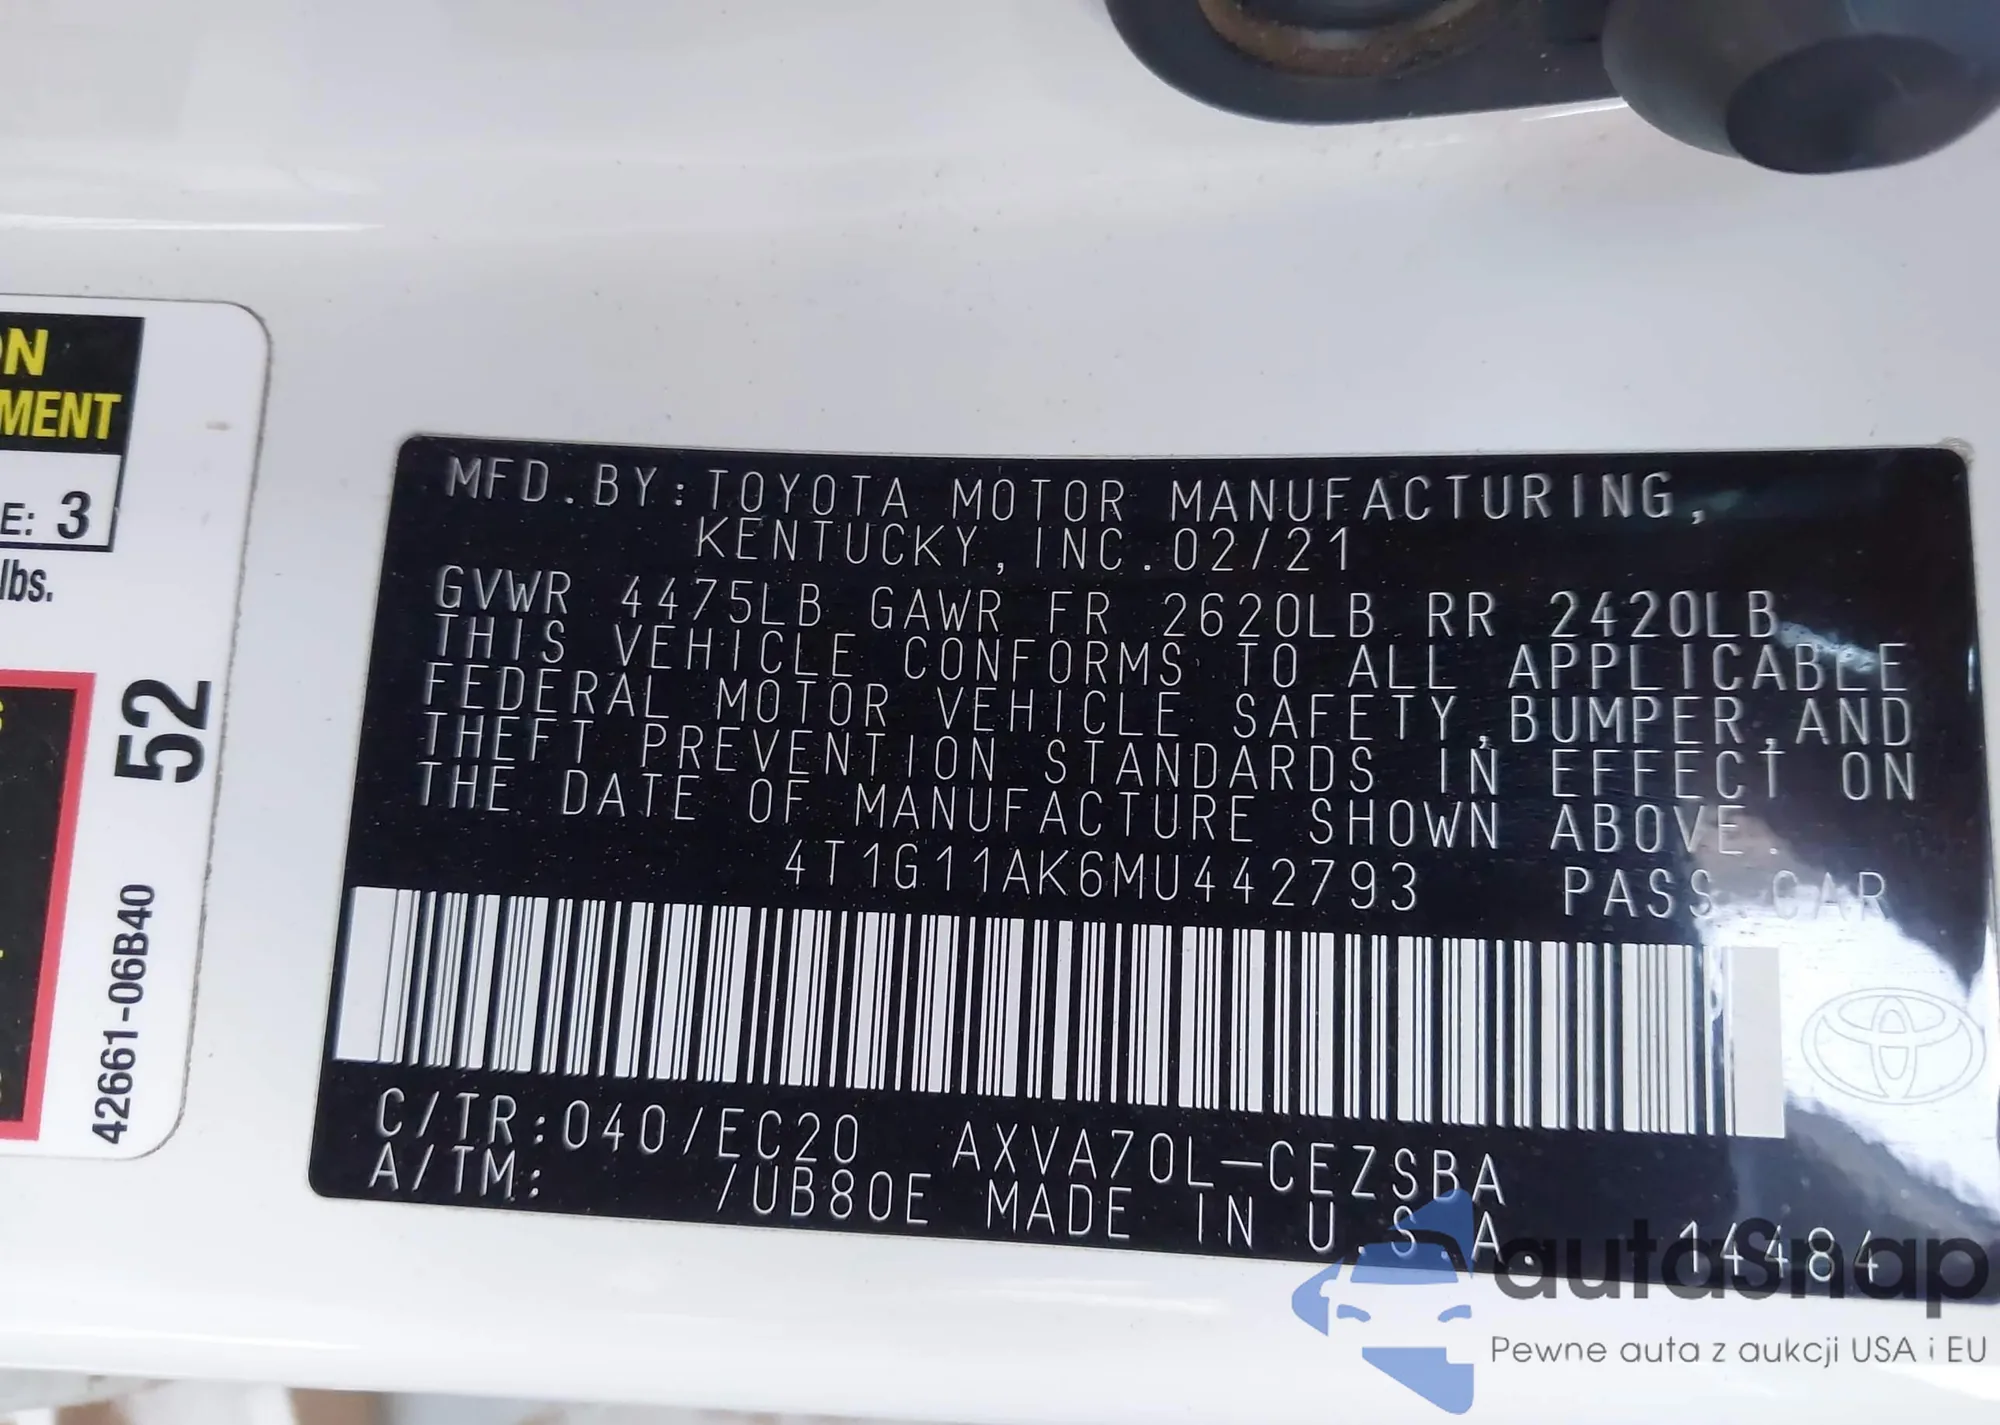 ON
MENT
E: 3
lbs.
52
42661-06B40
MFD.BY:TOYOTA MOTOR MANUFACTURING,
KENTUCKY,INC.02/21
GVWR 4475LB GAWR FR 2620LB RR 2420LB
THIS VEHICLE CONFORMS TO ALL APPLICABLE
FEDERAL MOTOR VEHICLE SAFETY,BUMPER,AND
THEFT PREVENTION STANDARDS IN EFFECT ON
THE DATE OF MANUFACTURE SHOWN ABOVE.
4T1G11AK6MU442793 PASS.CAR
C/TR:040/EC20 AXVA70L-CEZSBA
A/TM: /UB80E MADE IN U.S.A.
14484
autoSnap
Pewne auta z aukcji USA i EU